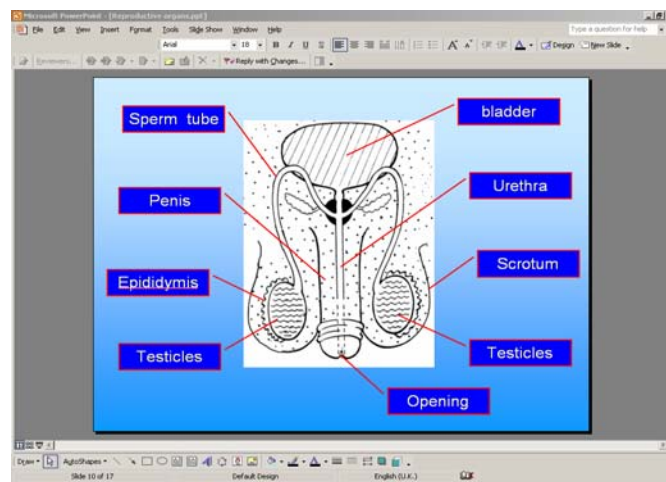 Microsoft PowerPoint - [Reproductive organs.ppt]
File Edit View Insert Format Tools Slide Show Window Help
Type a question for help
Arial 18 B I U S A A A Design New Slide
Reviewers... Reply with Changes...
Sperm tube
bladder
Penis
Urethra
Epididymis
Scrotum
Testicles
Testicles
Opening
Draw AutoShapes
Slide 10 of 17 Default Design English (U.K.)